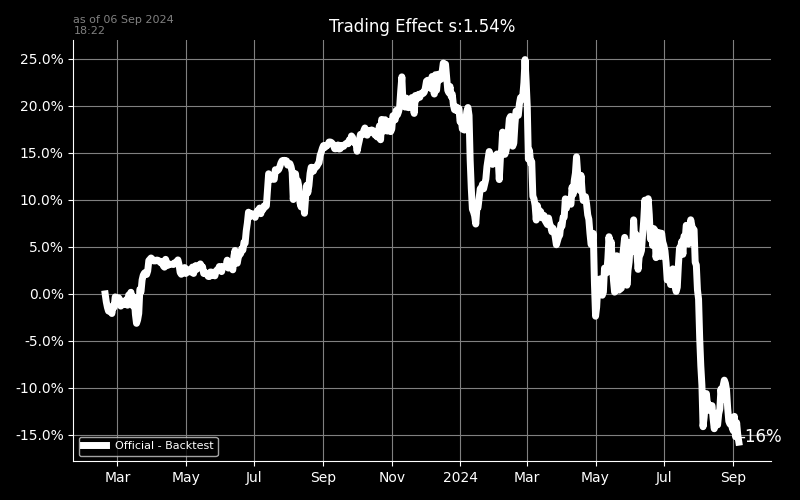 as of 06 Sep 2024
18:22
Trading Effect s:1.54%
25.0%
20.0%
15.0%
10.0%
5.0%
0.0%
-5.0%
-10.0%
-15.0%
-16%
Official - Backtest
Mar May Jul Sep Nov 2024 Mar May Jul Sep